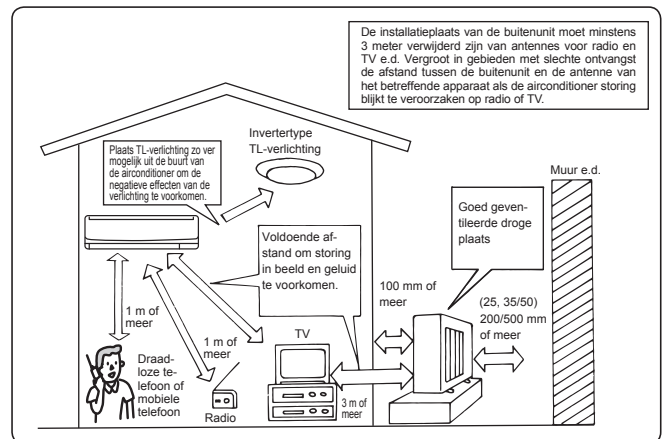 De installatieplaats van de buitenunit moet minstens
3 meter verwijderd zijn van antennes voor radio en
TV e.d. Vergroot in gebieden met slechte ontvangst
de afstand tussen de buitenunit en de antenne van
het betreffende apparaat als de airconditioner storing
blijkt te veroorzaken op radio of TV.
Invertertype
TL-verlichting
Plaats TL-verlichting zo ver
mogelijk uit de buurt van
de airconditioner om de
negatieve effecten van de
verlichting te voorkomen.
Muur e.d.
Goed geven-
tileerde droge
plaats
Voldoende af-
stand om storing
in beeld en geluid
te voorkomen.
100 mm of
meer
(25, 35/50)
200/500 mm
of meer
1 m of
meer
1 m of
meer
TV
Draad-
loze te-
lefoon of
mobiele
telefoon
Radio
3 m of
meer